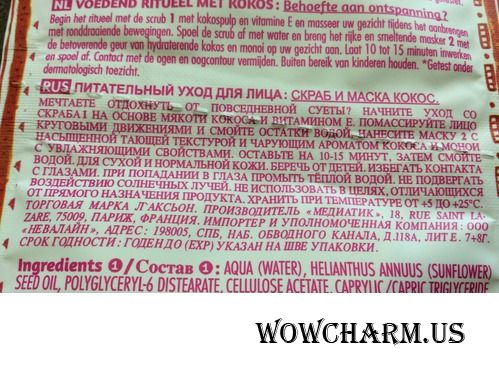 NL VOEDEND RITUEEL MET KOKOS: Behoefte aan ontspanning?
Begin het ritueel met de scrub 1 met kokospulp en vitamine E en masseer uw gezicht tijdens het aanbrengen
met ronddraaiende bewegingen. Spoel de scrub af met water en breng het rijke en smeltende masker 2 met
de betoverende geur van hydraterende kokos en monoi op uw gezicht aan. Laat 10 tot 15 minuten inwerken
en spoel af. Contact met de ogen en oogcontour vermijden. Buiten bereik van kinderen houden. *Getest onder
dermatologisch toezicht.
RUS ПИТАТЕЛЬНЫЙ УХОД ДЛЯ ЛИЦА: СКРАБ И МАСКА КОКОС.
МЕЧТАЕТЕ ОТДОХНУТЬ ОТ ПОВСЕДНЕВНОЙ СУЕТЫ? НАЧНИТЕ УХОД СО
СКРАБА1 НА ОСНОВЕ МЯКОТИ КОКОСА И ВИТАМИНОМ Е. ПОМАССИРУЙТЕ ЛИЦО
КРУГОВЫМИ ДВИЖЕНИЯМИ И СМОЙТЕ ОСТАТКИ ВОДОЙ. НАНЕСИТЕ МАСКУ 2 С
НАСЫЩЕННОЙ ТАЮЩЕЙ ТЕКСТУРОЙ И ЧАРУЮЩИМ АРОМАТОМ КОКОСА И МОНОИ
С УВЛАЖНЯЮЩИМИ СВОЙСТВАМИ. ОСТАВЬТЕ НА 10-15 МИНУТ, ЗАТЕМ СМОЙТЕ
ВОДОЙ. ДЛЯ СУХОЙ И НОРМАЛЬНОЙ КОЖИ. БЕРЕЧЬ ОТ ДЕТЕЙ. ИЗБЕГАТЬ КОНТАКТА
С ГЛАЗАМИ. ПРИ ПОПАДАНИИ В ГЛАЗА ПРОМЫТЬ ТЁПЛОЙ ВОДОЙ. НЕ ПОДВЕРГАТЬ
ВОЗДЕЙСТВИЮ СОЛНЕЧНЫХ ЛУЧЕЙ. НЕ ИСПОЛЬЗОВАТЬ В ЦЕЛЯХ, ОТЛИЧАЮЩИХСЯ
ОТ ПРЯМОГО НАЗНАЧЕНИЯ ПРОДУКТА. ХРАНИТЬ ПРИ ТЕМПЕРАТУРЕ ОТ +5 ДО +25°С.
ТОРГОВАЯ МАРКА Л'АКСЬОН. ПРОИЗВОДИТЕЛЬ «МЕДИАТИК», 18, RUE SAINT LA-
ZARE, 75009, ПАРИЖ, ФРАНЦИЯ. ИМПОРТЕР И УПОЛНОМОЧЕННАЯ КОМПАНИЯ: ООО
«НЕВАЛАЙН», АДРЕС: 198005, СПБ, НАБ. ОБВОДНОГО КАНАЛА, Д.118А, ЛИТ Е. 7+8Г.
СРОК ГОДНОСТИ: ГОДЕН ДО (EXP) УКАЗАН НА ШВЕ УПАКОВКИ.
Ingredients 1/Состав 1: AQUA (WATER), HELIANTHUS ANNUUS (SUNFLOWER)
SEED OIL, POLYGLYCERYL-6 DISTEARATE, CELLULOSE ACETATE, CAPRYLIC/CAPRIC TRIGLYCERIDE
WOWCHARM.US